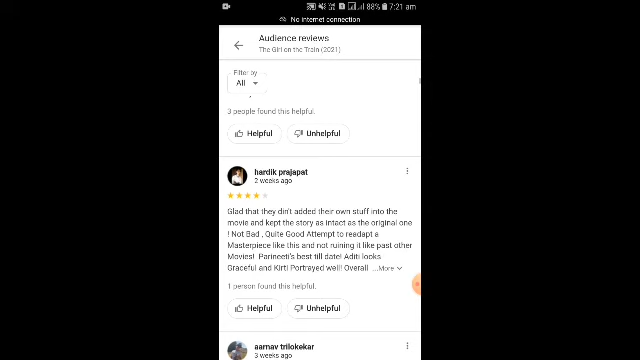 88% 7:21 am
No internet connection
Audience reviews
The Girl on the Train (2021)
Filter by
All
3 people found this helpful.
Helpful Unhelpful
hardik prajapat
2 weeks ago
Glad that they din't added their own stuff into the
movie and kept the story as intact as the original one
! Not Bad , Quite Good Attempt to readapt a
Masterpiece like this and not ruining it like past other
Movies! Parineeti's best till date! Aditi looks
Graceful and Kirti Portrayed well! Overall ...More
1 person found this helpful.
Helpful Unhelpful
aarnav trilokekar
3 weeks ago